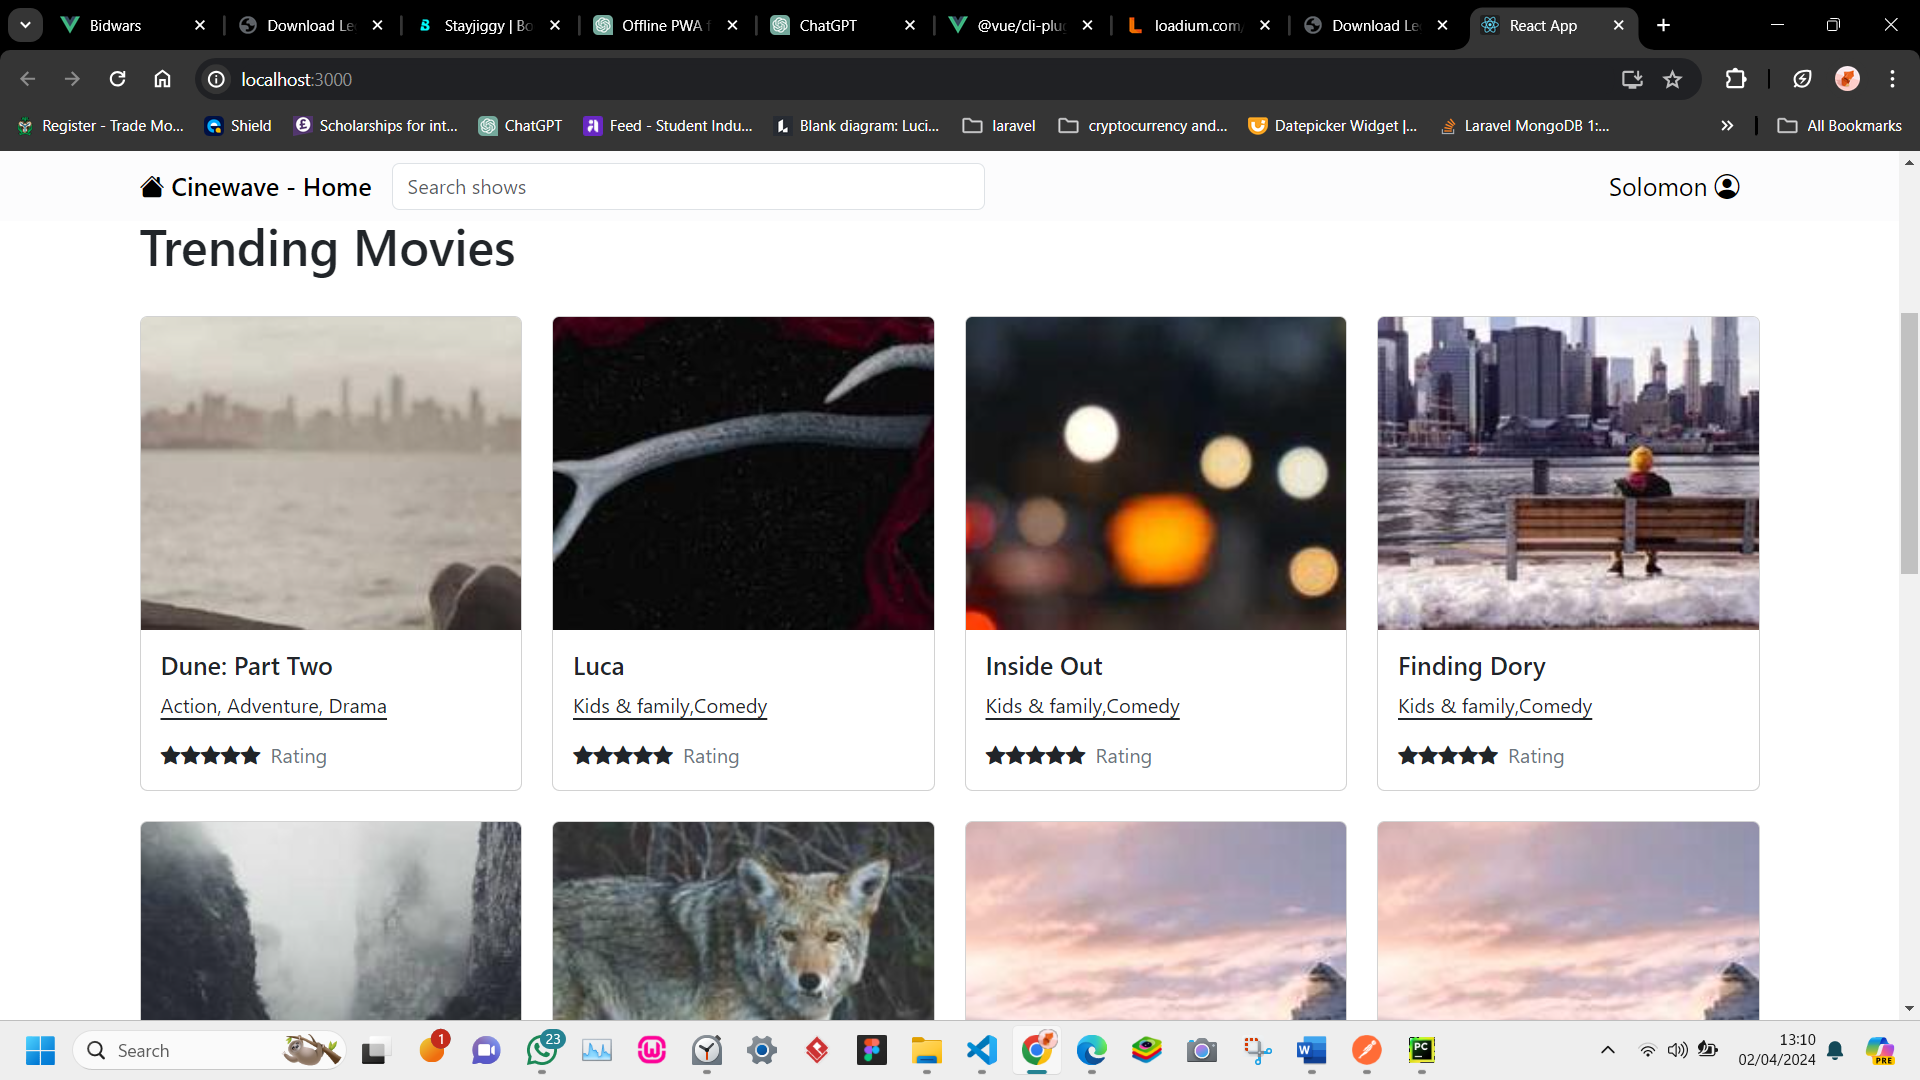 Bidwars
Download Le
Stayjiggy | Bo
Offline PWA f
ChatGPT
@vue/cli-plu
loadium.com/
Download Le
React App
localhost:3000
Register - Trade Mo...
Shield
Scholarships for int...
ChatGPT
Feed - Student Indu...
Blank diagram: Luci...
laravel
cryptocurrency and...
Datepicker Widget |...
Laravel MongoDB 1:...
All Bookmarks
Cinewave - Home
Search shows
Solomon
Trending Movies
Dune: Part Two
Luca
Inside Out
Finding Dory
Action, Adventure, Drama
Kids & family,Comedy
Kids & family,Comedy
Kids & family,Comedy
Rating
Rating
Rating
Rating
Search
1
23
PC
PRE
13:10
02/04/2024